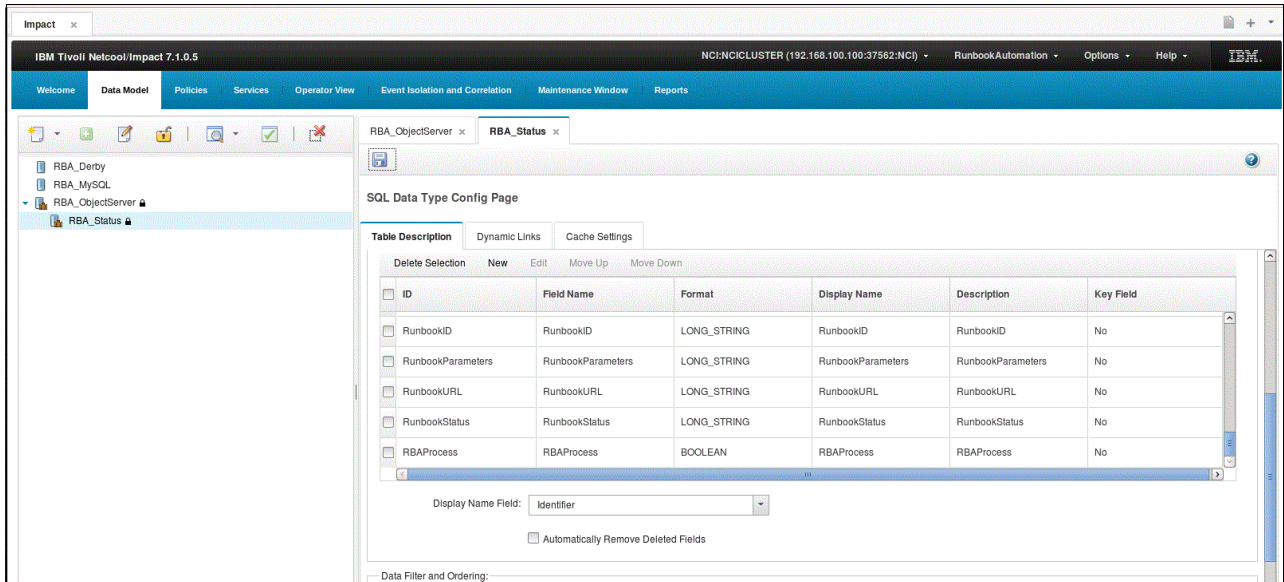 Impact ×
IBM Tivoli Netcool/Impact 7.1.0.5 NCI:NCICLUSTER (192.168.100.100:37562:NCI) RunbookAutomation Options Help IBM.
Welcome Data Model Policies Services Operator View Event Isolation and Correlation Maintenance Window Reports
RBA_ObjectServer × RBA_Status ×
RBA_Derby
RBA_MySQL
RBA_ObjectServer
RBA_Status
SQL Data Type Config Page
Table Description Dynamic Links Cache Settings
Delete Selection New Edit Move Up Move Down
ID Field Name Format Display Name Description Key Field
RunbookID RunbookID LONG_STRING RunbookID RunbookID No
RunbookParameters RunbookParameters LONG_STRING RunbookParameters RunbookParameters No
RunbookURL RunbookURL LONG_STRING RunbookURL RunbookURL No
RunbookStatus RunbookStatus LONG_STRING RunbookStatus RunbookStatus No
RBAProcess RBAProcess BOOLEAN RBAProcess RBAProcess No
Display Name Field: Identifier
Automatically Remove Deleted Fields
Data Filter and Ordering: